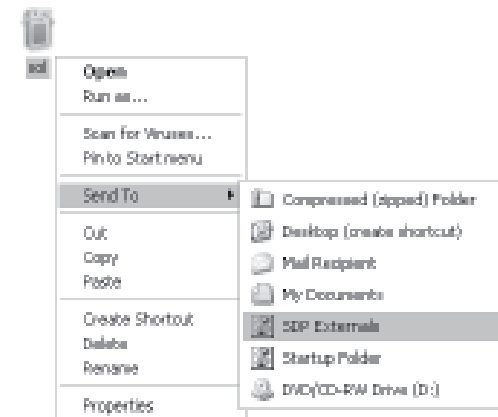 sol
Open
Run as...
Scan for Viruses...
Pin to Start menu
Send To
Cut
Copy
Paste
Create Shortcut
Delete
Rename
Properties
Compressed (zipped) Folder
Desktop (create shortcut)
Mail Recipient
My Documents
SDP Externals
Startup Folder
DVD/CD-RW Drive (D:)